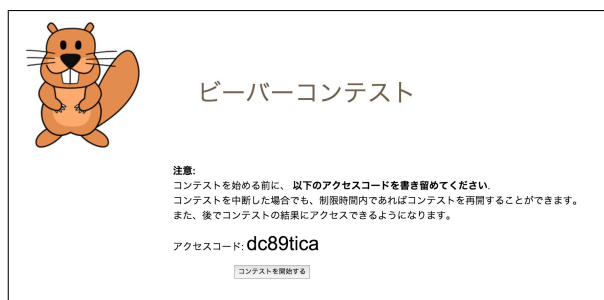 ビーバーコンテスト
注意:
コンテストを始める前に、 以下のアクセスコードを書き留めてください.
コンテストを中断した場合でも、制限時間内であればコンテストを再開することができます。
また、後でコンテストの結果にアクセスできるようになります。
アクセスコード: dc89tica
コンテストを開始する